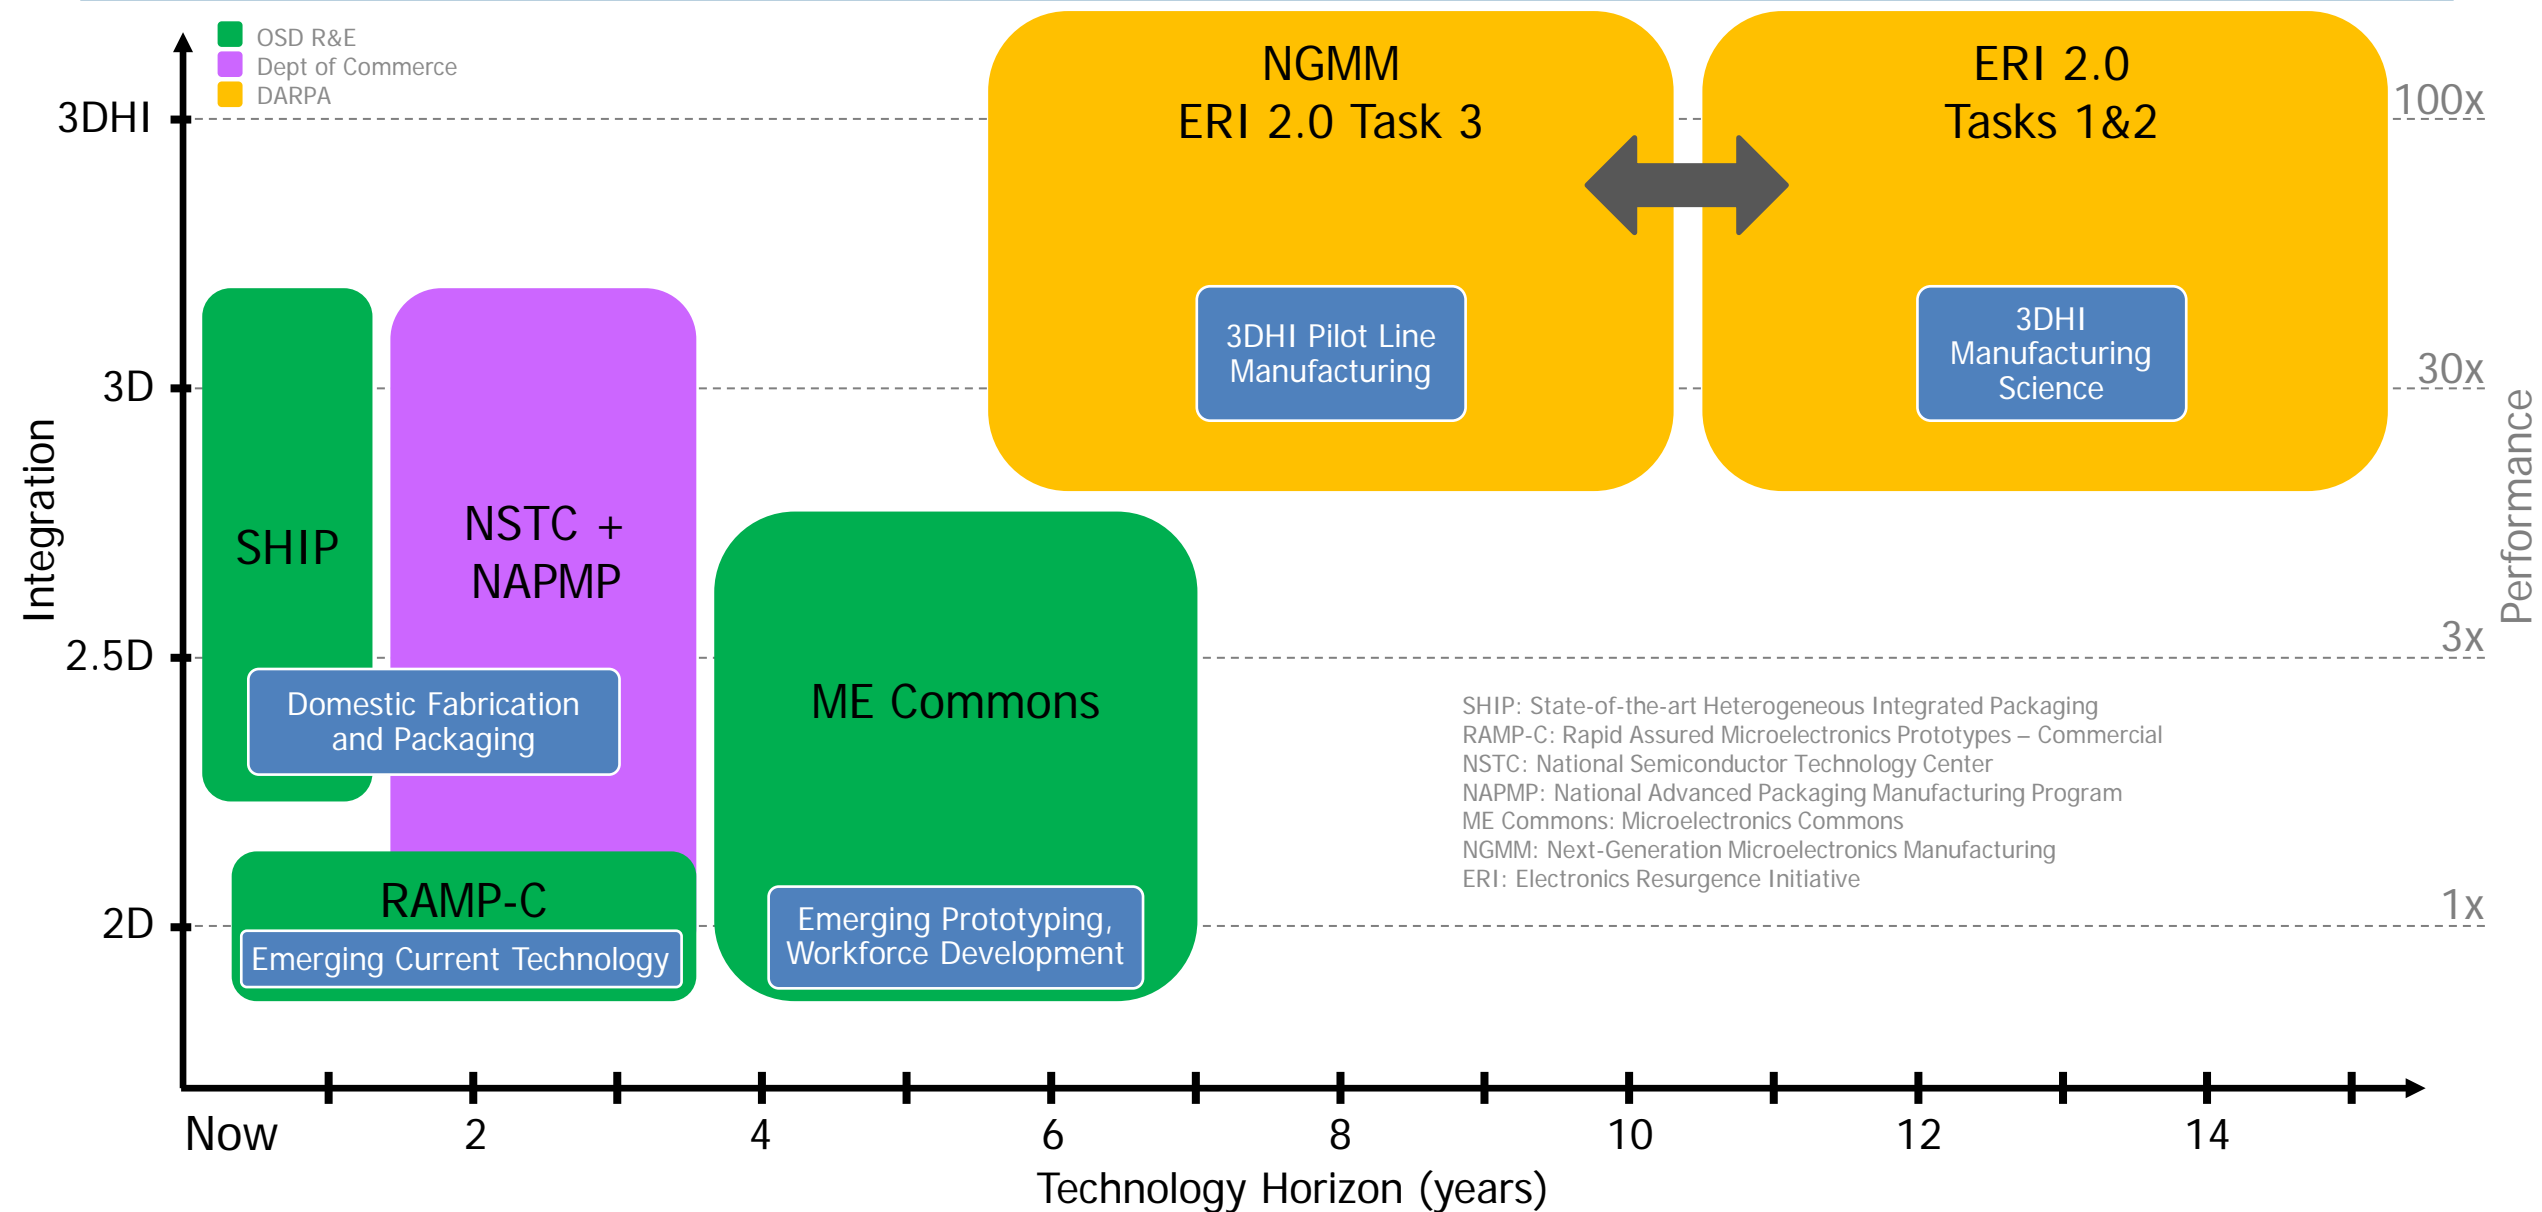 OSD R&E
Dept of Commerce
DARPA
NGMM
ERI 2.0 Task 3
ERI 2.0
Tasks 1&2
3DHI
100x
3DHI Pilot Line
Manufacturing
3DHI
Manufacturing
Science
3D
30x
Integration
Performance
SHIP
NSTC +
NAPMP
2.5D
3x
Domestic Fabrication
and Packaging
ME Commons
SHIP: State-of-the-art Heterogeneous Integrated Packaging
RAMP-C: Rapid Assured Microelectronics Prototypes – Commercial
NSTC: National Semiconductor Technology Center
NAPMP: National Advanced Packaging Manufacturing Program
ME Commons: Microelectronics Commons
NGMM: Next-Generation Microelectronics Manufacturing
ERI: Electronics Resurgence Initiative
RAMP-C
2D
1x
Emerging Current Technology
Emerging Prototyping,
Workforce Development
Now 2 4 6 8 10 12 14
Technology Horizon (years)